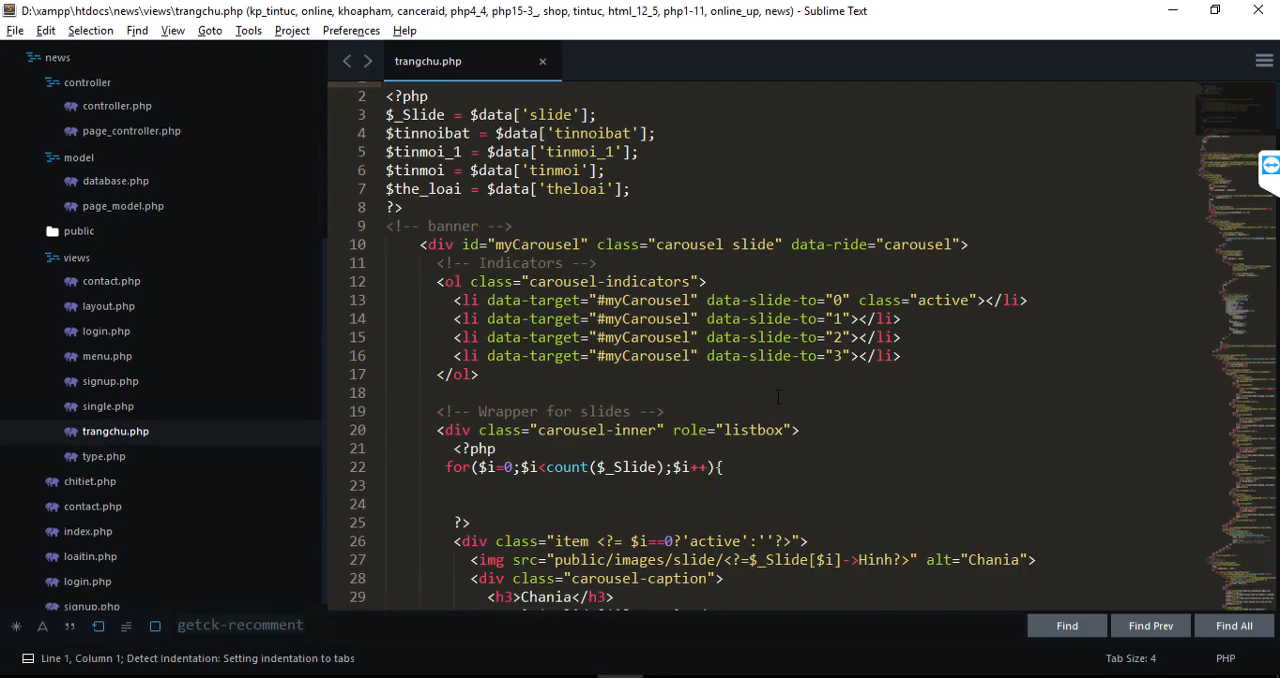 D:\xampp\htdocs\news\views\trangchu.php (kp_tintuc, online, khoapham, canceraid, php4_4, php15-3_, shop, tintuc, html_12_5, php1-11, online_up, news) - Sublime Text
File Edit Selection Find View Goto Tools Project Preferences Help
news
controller
controller.php
page_controller.php
model
database.php
page_model.php
public
views
contact.php
layout.php
login.php
menu.php
signup.php
single.php
trangchu.php
type.php
chitiet.php
contact.php
index.php
loaitin.php
login.php
signup.php
trangchu.php ×
2 <?php
3 $_Slide = $data['slide'];
4 $tinnoibat = $data['tinnoibat'];
5 $tinmoi_1 = $data['tinmoi_1'];
6 $tinmoi = $data['tinmoi'];
7 $the_loai = $data['theloai'];
8 ?>
9 <!-- banner -->
10 <div id="myCarousel" class="carousel slide" data-ride="carousel">
11 <!-- Indicators -->
12 <ol class="carousel-indicators">
13 <li data-target="#myCarousel" data-slide-to="0" class="active"></li>
14 <li data-target="#myCarousel" data-slide-to="1"></li>
15 <li data-target="#myCarousel" data-slide-to="2"></li>
16 <li data-target="#myCarousel" data-slide-to="3"></li>
17 </ol>
18
19 <!-- Wrapper for slides -->
20 <div class="carousel-inner" role="listbox">
21 <?php
22 for($i=0;$i<count($_Slide);$i++){
23
24
25 ?>
26 <div class="item <?= $i==0?'active':''?>">
27 <img src="public/images/slide/<?=$_Slide[$i]->Hinh?>" alt="Chania">
28 <div class="carousel-caption">
29 <h3>Chania</h3>
getck-recomment
Find Find Prev Find All
Line 1, Column 1; Detect Indentation: Setting indentation to tabs Tab Size: 4 PHP